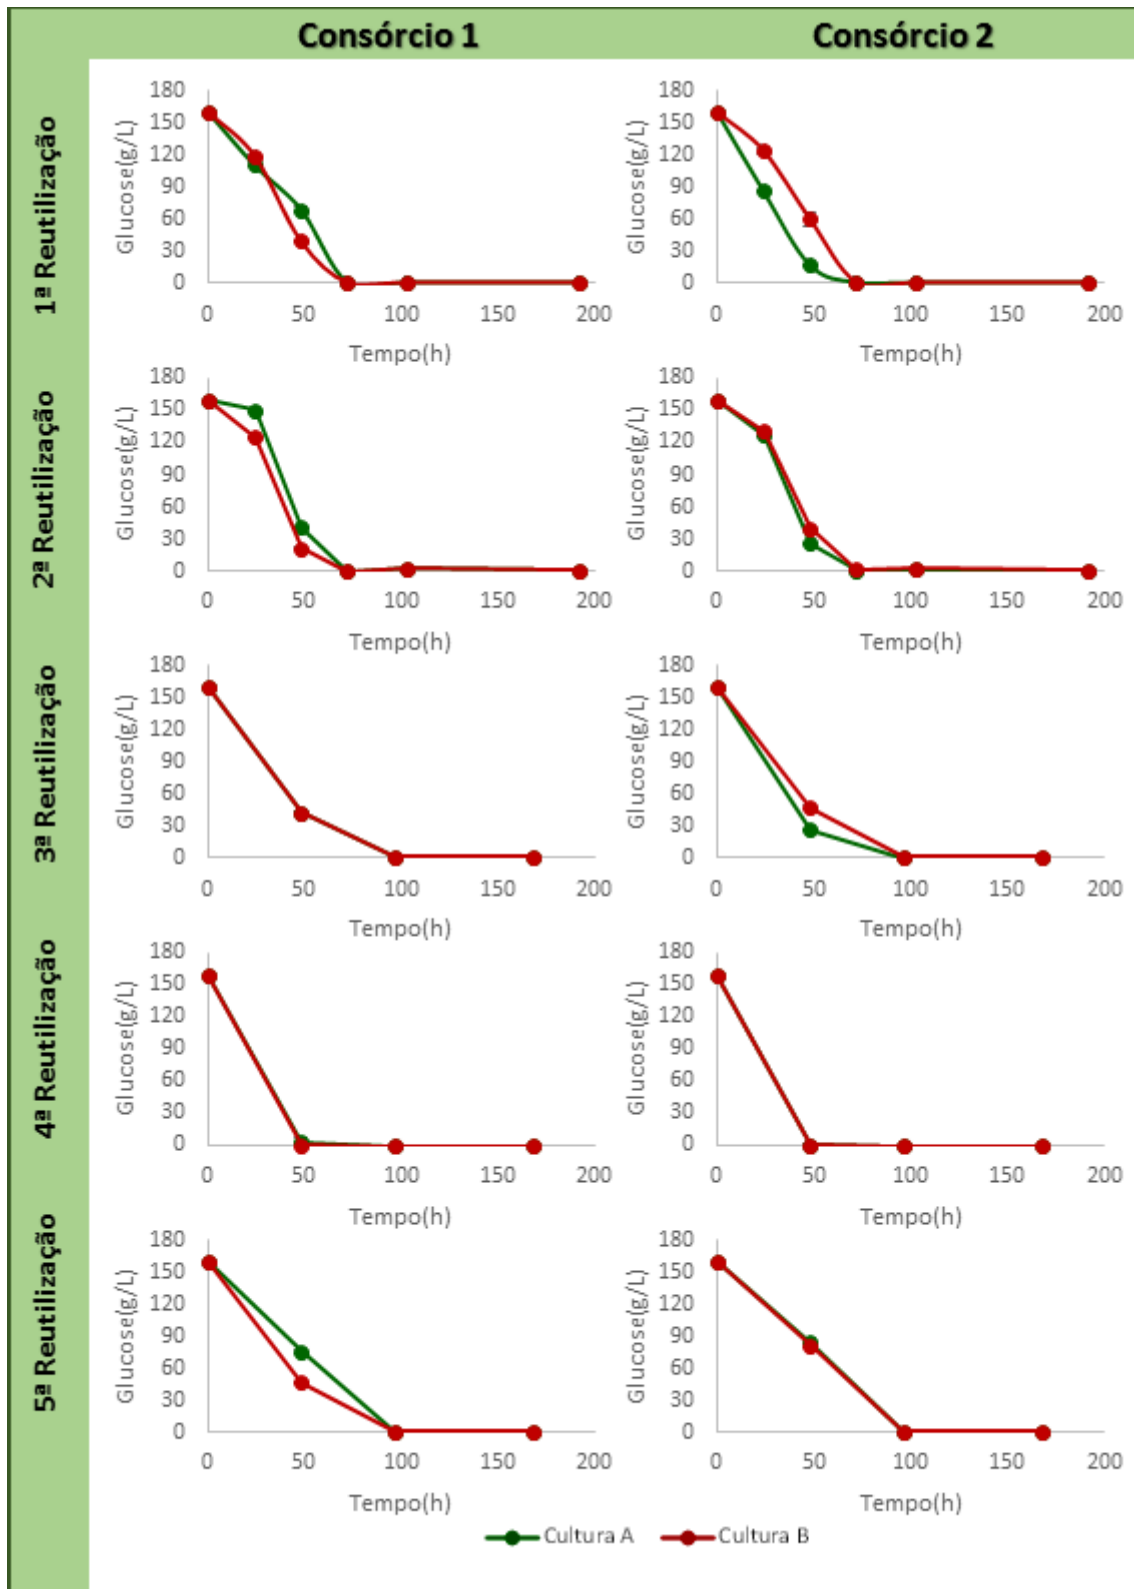 Consórcio 1
Consórcio 2
1ª Reutilização
Glucose(g/L)
180
150
120
90
60
30
0
0 50 100 150 200
Tempo(h)
Glucose(g/L)
180
150
120
90
60
30
0
0 50 100 150 200
Tempo(h)
2ª Reutilização
Glucose(g/L)
180
150
120
90
60
30
0
0 50 100 150 200
Tempo(h)
Glucose(g/L)
180
150
120
90
60
30
0
0 50 100 150 200
Tempo(h)
3ª Reutilização
Glucose(g/L)
180
150
120
90
60
30
0
0 50 100 150 200
Tempo(h)
Glucose(g/L)
180
150
120
90
60
30
0
0 50 100 150 200
Tempo(h)
4ª Reutilização
Glucose(g/L)
180
150
120
90
60
30
0
0 50 100 150 200
Tempo(h)
Glucose(g/L)
180
150
120
90
60
30
0
0 50 100 150 200
Tempo(h)
5ª Reutilização
Glucose(g/L)
180
150
120
90
60
30
0
0 50 100 150 200
Tempo(h)
Glucose(g/L)
180
150
120
90
60
30
0
0 50 100 150 200
Tempo(h)
Cultura A
Cultura B